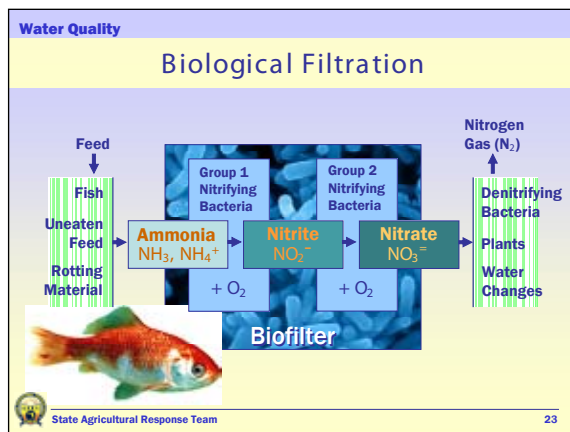 Water Quality
Biological Filtration
Feed
Fish
Uneaten
Feed
Rotting
Material
Ammonia
NH₃, NH₄⁺
Group 1
Nitrifying
Bacteria
+ O₂
Nitrite
NO₂⁻
Group 2
Nitrifying
Bacteria
+ O₂
Nitrate
NO₃⁼
Biofilter
Nitrogen
Gas (N₂)
Denitrifying
Bacteria
Plants
Water
Changes
State Agricultural Response Team
23